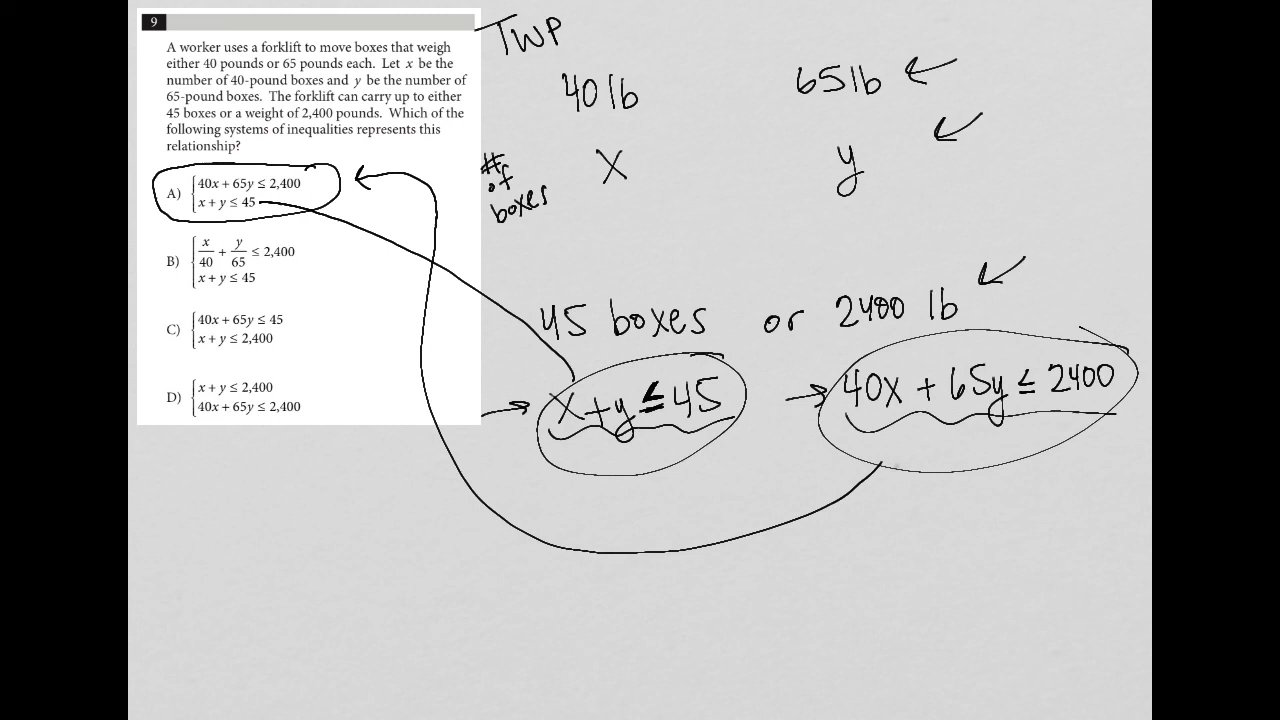 9
A worker uses a forklift to move boxes that weigh
either 40 pounds or 65 pounds each. Let x be the
number of 40-pound boxes and y be the number of
65-pound boxes. The forklift can carry up to either
45 boxes or a weight of 2,400 pounds. Which of the
following systems of inequalities represents this
relationship?
A) { 40x + 65y ≤ 2,400
x + y ≤ 45
B) { x/40 + y/65 ≤ 2,400
x + y ≤ 45
C) { 40x + 65y ≤ 45
x + y ≤ 2,400
D) { x + y ≤ 2,400
40x + 65y ≤ 2,400
TWP
40 lb 65 lb
# of boxes x y
45 boxes or 2400 lb
x + y ≤ 45 40x + 65y ≤ 2400